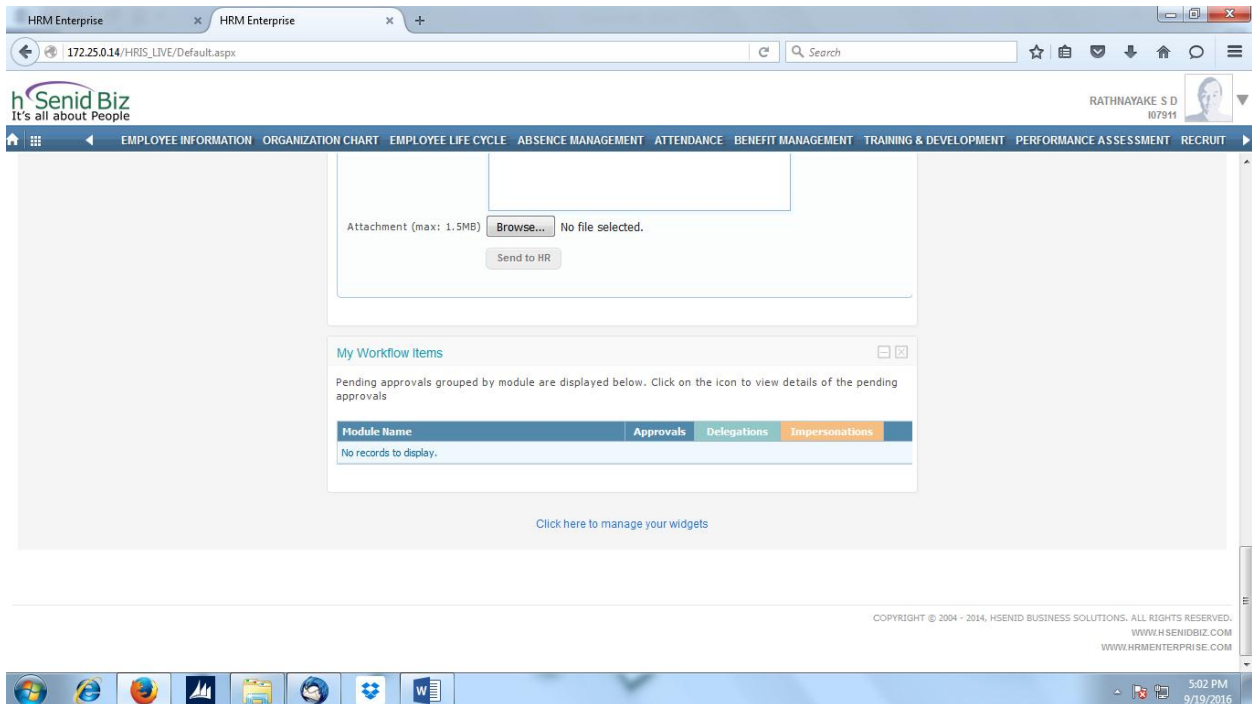 HRM Enterprise
HRM Enterprise
172.25.0.14/HRIS_LIVE/Default.aspx
Search
hSenid Biz
It's all about People
RATHNAYAKE S D
I07911
EMPLOYEE INFORMATION ORGANIZATION CHART EMPLOYEE LIFE CYCLE ABSENCE MANAGEMENT ATTENDANCE BENEFIT MANAGEMENT TRAINING & DEVELOPMENT PERFORMANCE ASSESSMENT RECRUIT
Attachment (max: 1.5MB) Browse... No file selected.
Send to HR
My Workflow Items
Pending approvals grouped by module are displayed below. Click on the icon to view details of the pending
approvals
Module Name Approvals Delegations Impersonations
No records to display.
Click here to manage your widgets
COPYRIGHT © 2004 - 2014, HSENID BUSINESS SOLUTIONS. ALL RIGHTS RESERVED.
WWW.HSENIDBIZ.COM
WWW.HRMENTERPRISE.COM
5:02 PM
9/19/2016